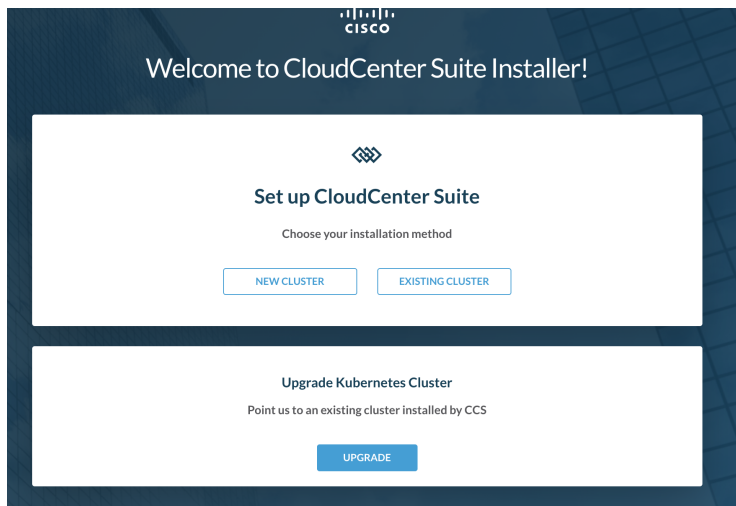 CISCO
Welcome to CloudCenter Suite Installer!
Set up CloudCenter Suite
Choose your installation method
NEW CLUSTER
EXISTING CLUSTER
Upgrade Kubernetes Cluster
Point us to an existing cluster installed by CCS
UPGRADE